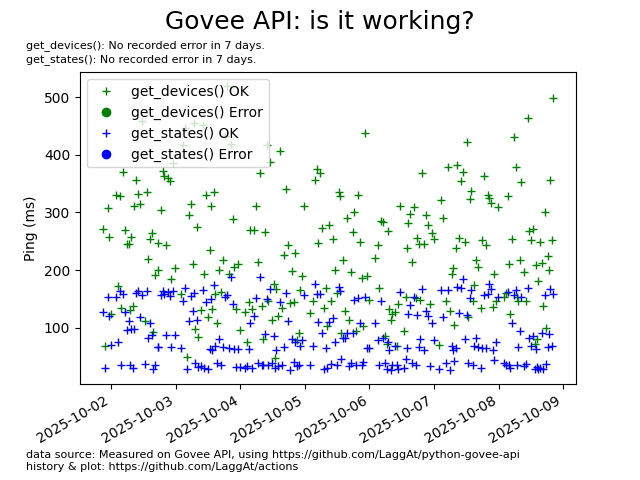 Govee API: is it working?
get_devices(): No recorded error in 7 days.
get_states(): No recorded error in 7 days.
get_devices() OK
get_devices() Error
get_states() OK
get_states() Error
Ping (ms)
500
400
300
200
100
2025-10-02
2025-10-03
2025-10-04
2025-10-05
2025-10-06
2025-10-07
2025-10-08
2025-10-09
data source: Measured on Govee API, using https://github.com/LaggAt/python-govee-api
history & plot: https://github.com/LaggAt/actions